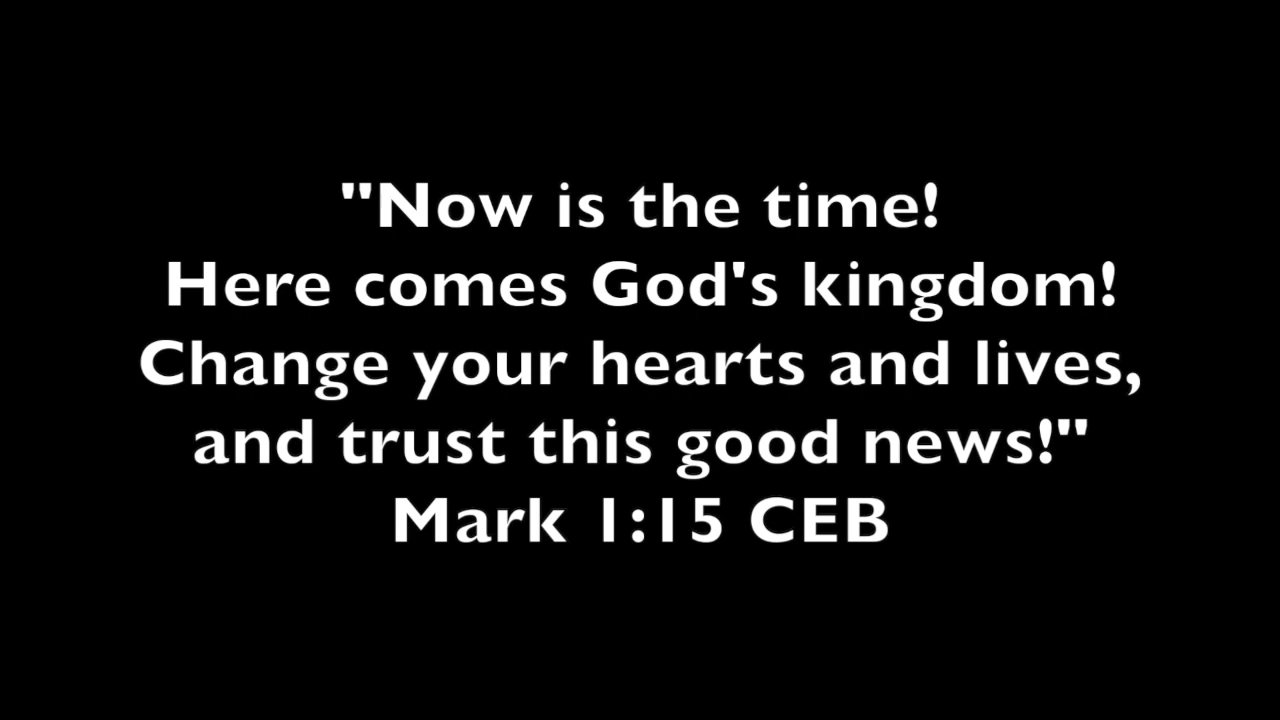 "Now is the time!
Here comes God's kingdom!
Change your hearts and lives,
and trust this good news!"
Mark 1:15 CEB